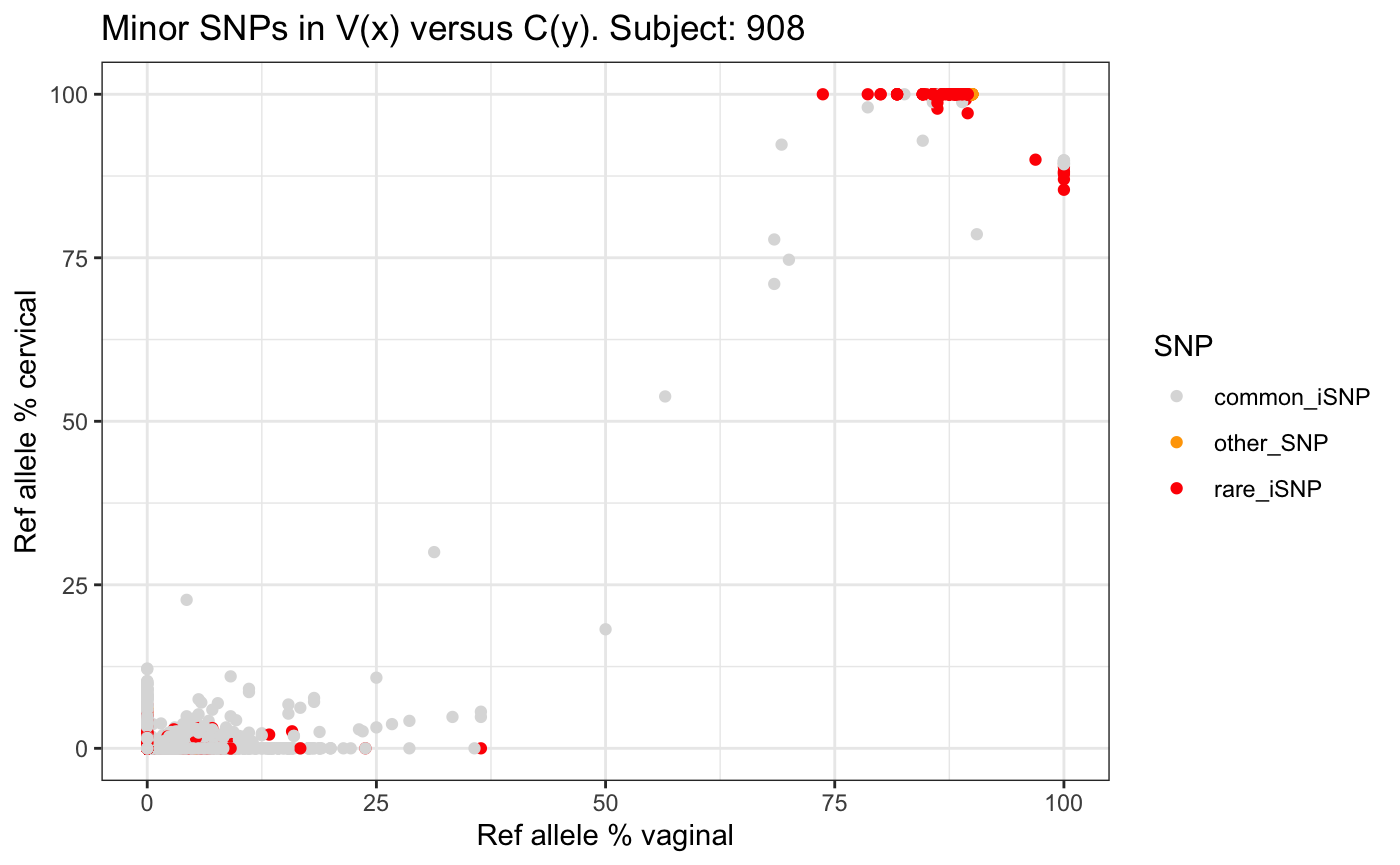 Minor SNPs in V(x) versus C(y). Subject: 908
100
75
50
25
0
Ref allele % cervical
0 25 50 75 100
Ref allele % vaginal
SNP
common_iSNP
other_SNP
rare_iSNP